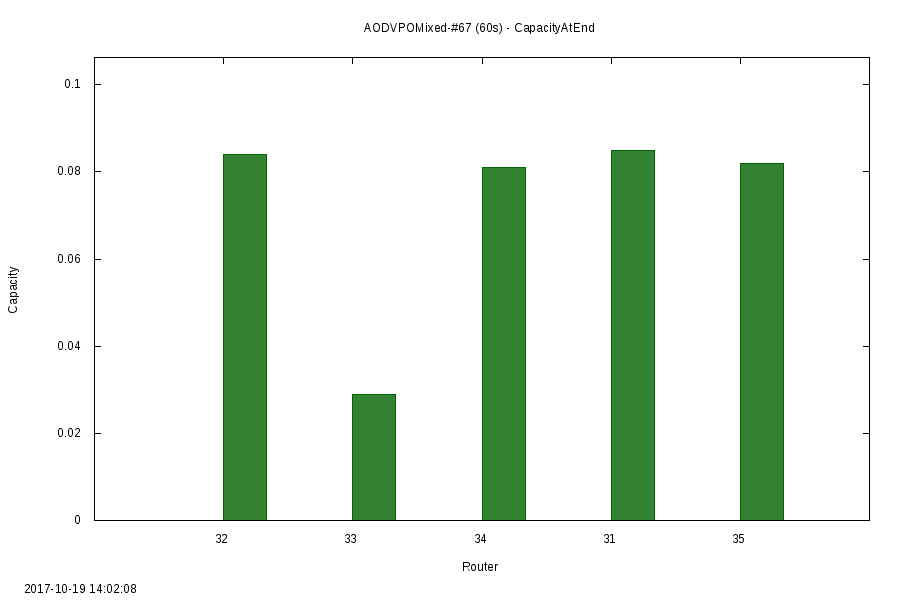 AODVPOMixed-#67 (60s) - CapacityAtEnd
0.1
0.08
0.06
0.04
0.02
0
Capacity
32 33 34 31 35
Router
2017-10-19 14:02:08